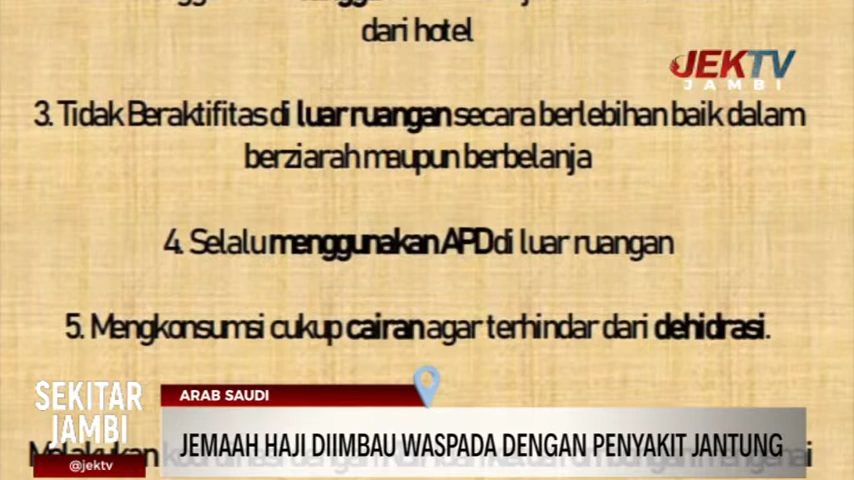 dari hotel
JEKTV
JAMBI
3. Tidak Beraktifitas di luar ruangan secara berlebihan baik dalam
berziarah maupun berbelanja
4. Selalu menggunakan APD di luar ruangan
5. Mengkonsumsi cukup cairan agar terhindar dari dehidrasi.
SEKITAR
JAMBI
@jektv
ARAB SAUDI
JEMAAH HAJI DIIMBAU WASPADA DENGAN PENYAKIT JANTUNG